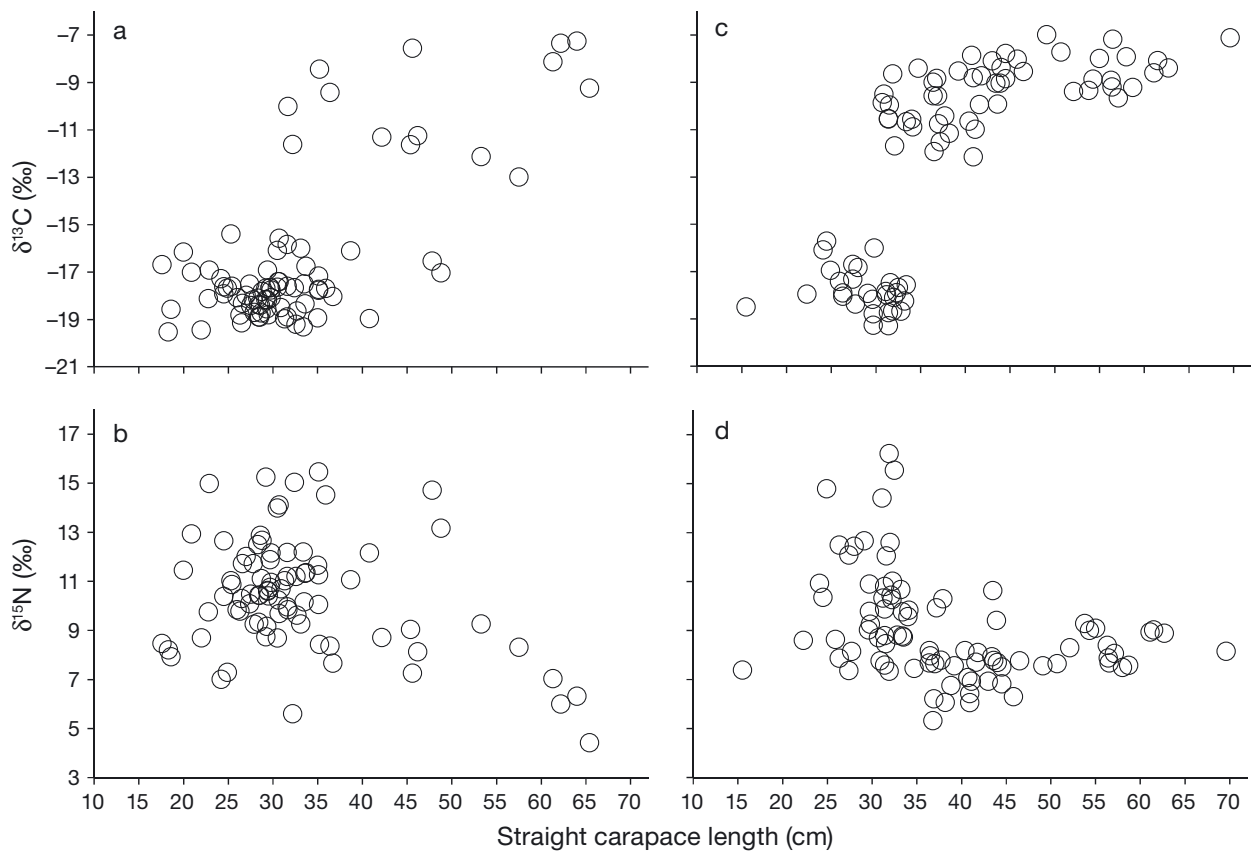 a
c
δ13C (‰)
–7
–9
–11
–13
–15
–17
–19
–21
b
d
δ15N (‰)
17
15
13
11
9
7
5
3
10 15 20 25 30 35 40 45 50 55 60 65 70
10 15 20 25 30 35 40 45 50 55 60 65 70
Straight carapace length (cm)